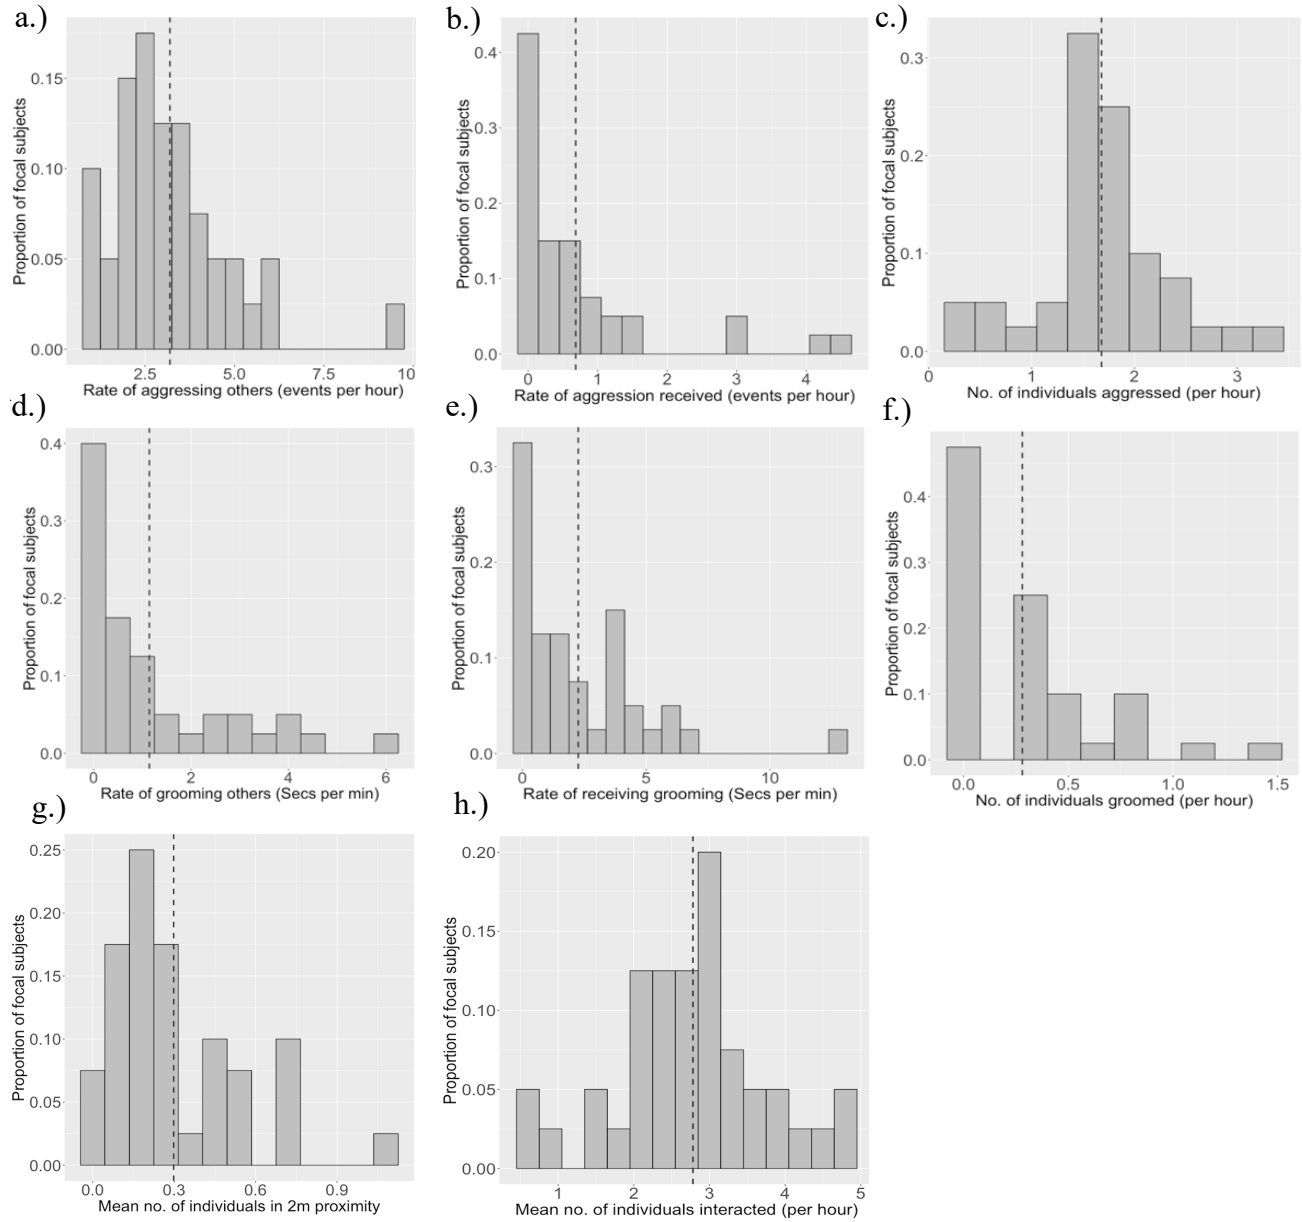 a.)
Proportion of focal subjects
0.15
0.10
0.05
0.00
2.5
5.0
7.5
10
Rate of aggressing others (events per hour)
b.)
Proportion of focal subjects
0.4
0.3
0.2
0.1
0.0
0
1
2
3
4
Rate of aggression received (events per hour)
c.)
Proportion of focal subjects
0.3
0.2
0.1
0.0
0
1
2
3
No. of individuals aggressed (per hour)
d.)
Proportion of focal subjects
0.4
0.3
0.2
0.1
0.0
0
2
4
6
Rate of grooming others (Secs per min)
e.)
Proportion of focal subjects
0.3
0.2
0.1
0.0
0
5
10
Rate of receiving grooming (Secs per min)
f.)
Proportion of focal subjects
0.4
0.3
0.2
0.1
0.0
0.0
0.5
1.0
1.5
No. of individuals groomed (per hour)
g.)
Proportion of focal subjects
0.25
0.20
0.15
0.10
0.05
0.00
0.0
0.3
0.6
0.9
Mean no. of individuals in 2m proximity
h.)
Proportion of focal subjects
0.20
0.15
0.10
0.05
0.00
1
2
3
4
5
Mean no. of individuals interacted (per hour)